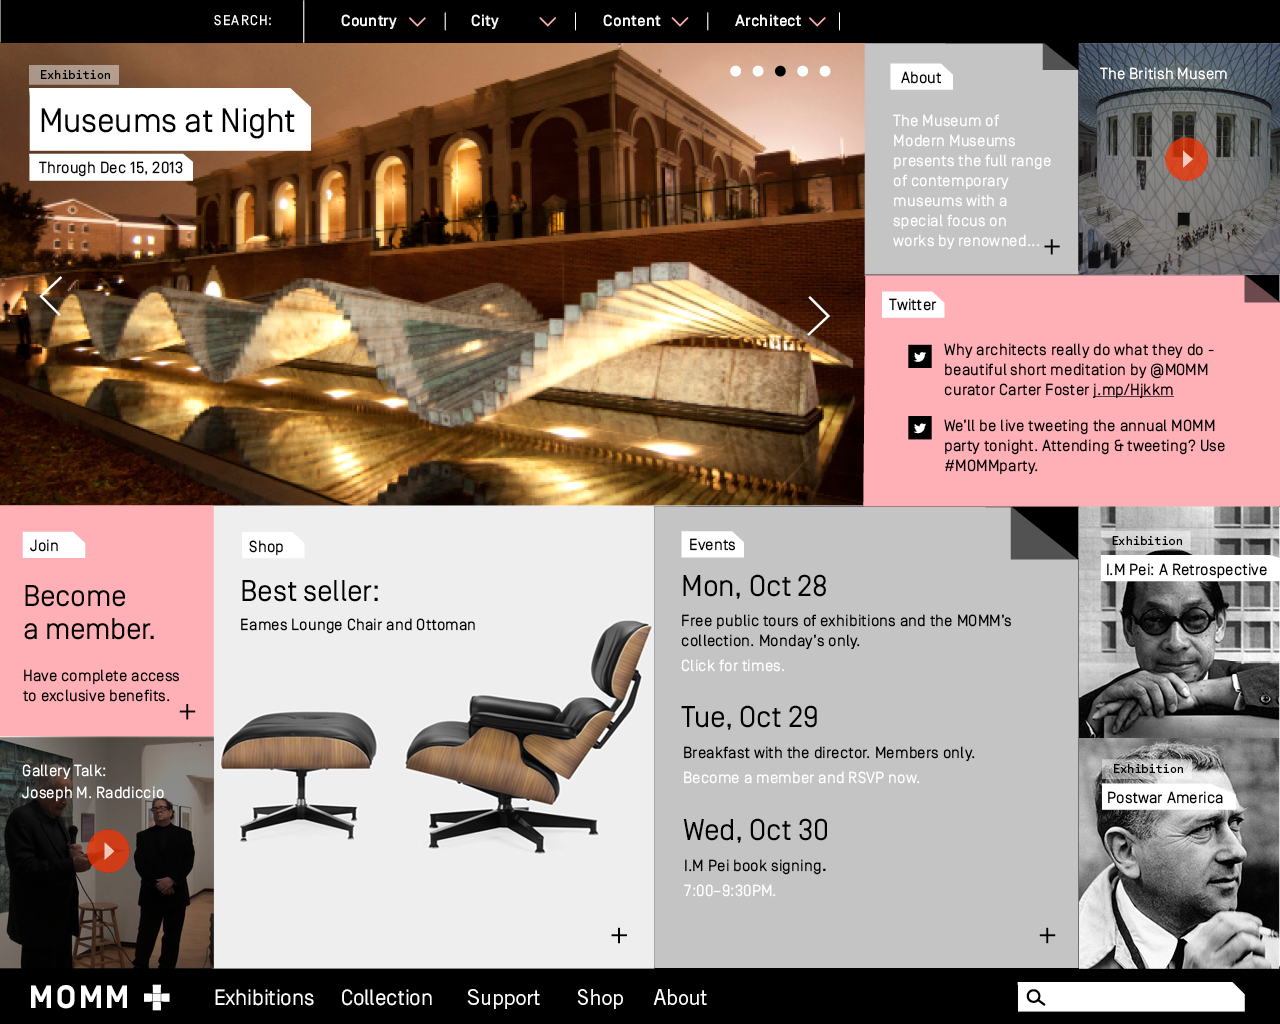 SEARCH:
Country
City
Content
Architect
Exhibition
Museums at Night
Through Dec 15, 2013
About
The Museum of
Modern Museums
presents the full range
of contemporary
museums with a
special focus on
works by renowned...
The British Musem
Twitter
Why architects really do what they do -
beautiful short meditation by @MOMM
curator Carter Foster j.mp/Hjkkm
We'll be live tweeting the annual MOMM
party tonight. Attending & tweeting? Use
#MOMMparty.
Join
Become
a member.
Have complete access
to exclusive benefits.
Gallery Talk:
Joseph M. Raddiccio
Shop
Best seller:
Eames Lounge Chair and Ottoman
Events
Mon, Oct 28
Free public tours of exhibitions and the MOMM's
collection. Monday's only.
Click for times.
Tue, Oct 29
Breakfast with the director. Members only.
Become a member and RSVP now.
Wed, Oct 30
I.M Pei book signing.
7:00–9:30PM.
Exhibition
I.M Pei: A Retrospective
Exhibition
Postwar America
MOMM
Exhibitions
Collection
Support
Shop
About